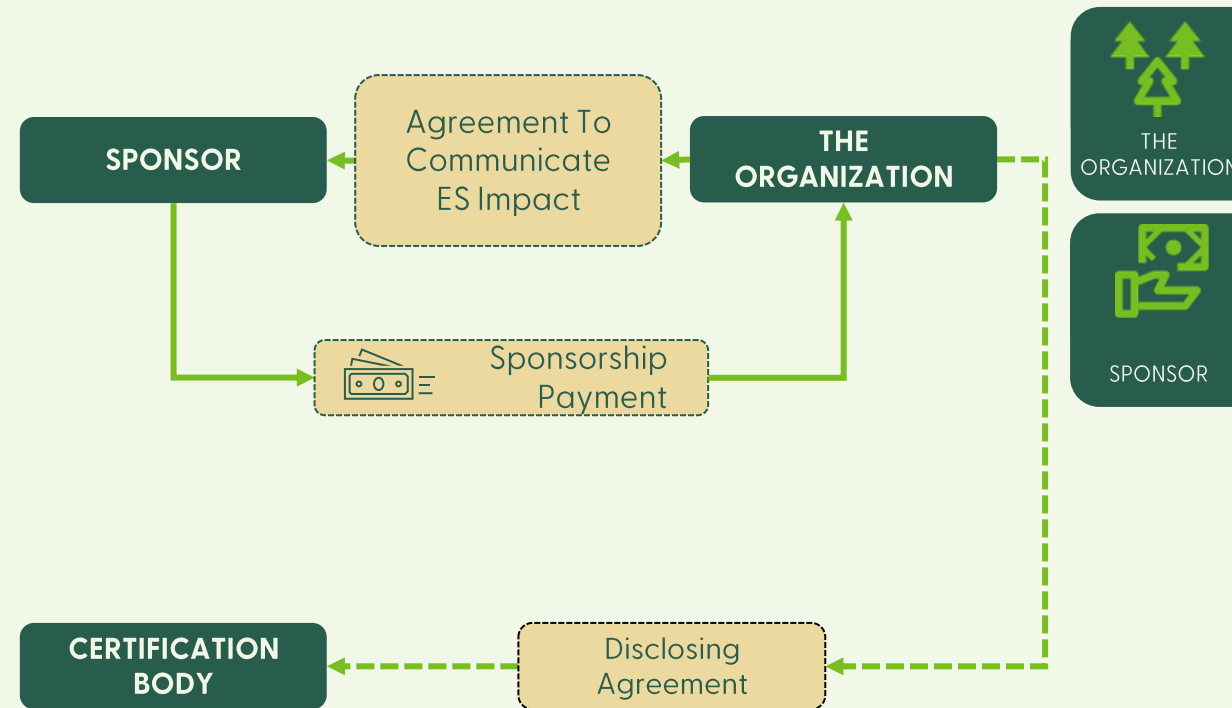 SPONSOR
Agreement To
Communicate
ES Impact
THE
ORGANIZATION
THE
ORGANIZATION
SPONSOR
Sponsorship
Payment
CERTIFICATION
BODY
Disclosing
Agreement